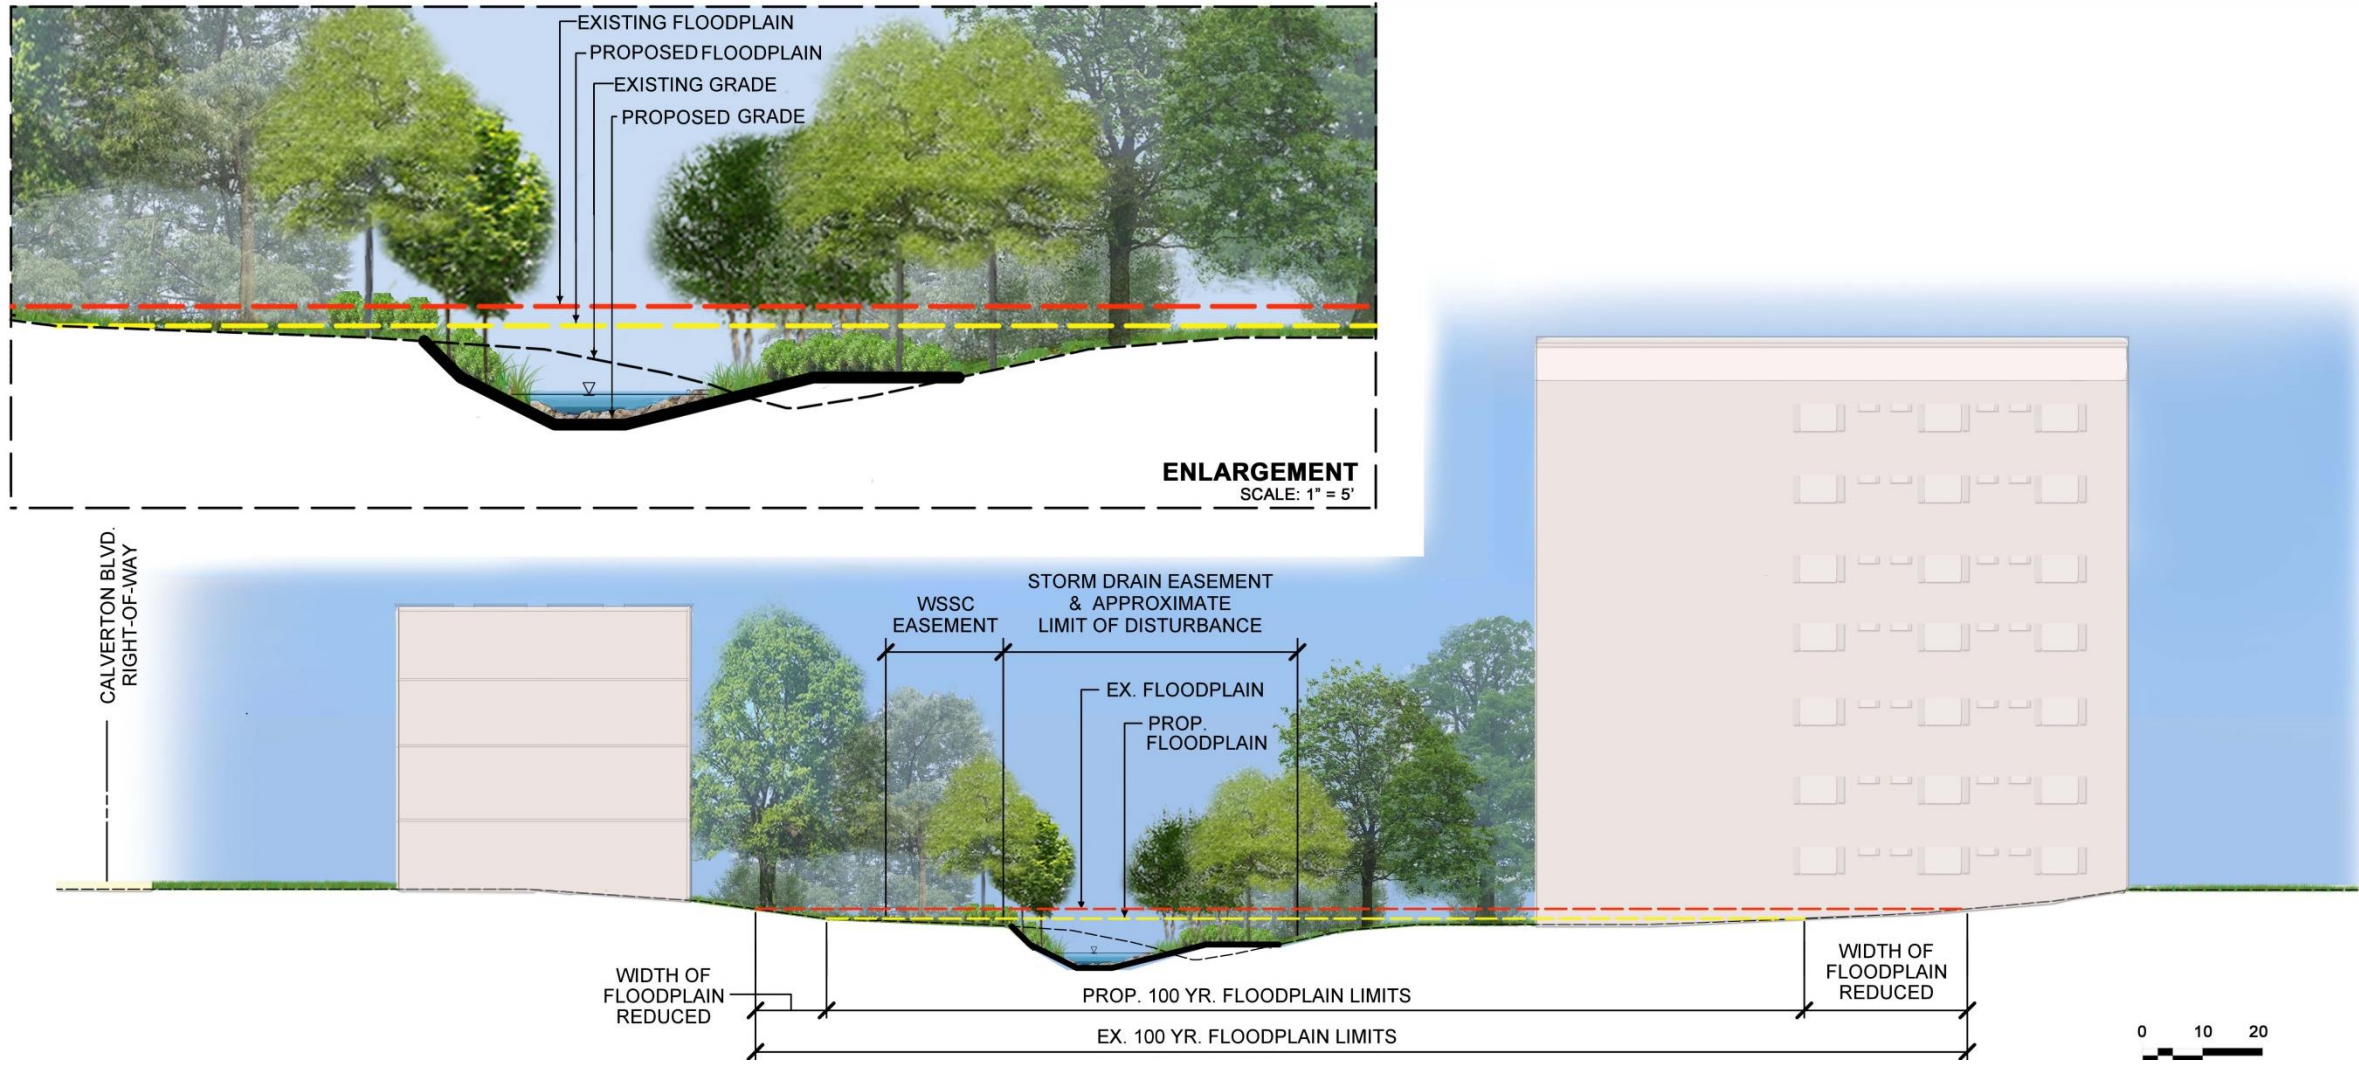 EXISTING FLOODPLAIN
PROPOSED FLOODPLAIN
EXISTING GRADE
PROPOSED GRADE
ENLARGEMENT
SCALE: 1" = 5'
CALVERTON BLVD.
RIGHT-OF-WAY
WSSC
EASEMENT
STORM DRAIN EASEMENT
& APPROXIMATE
LIMIT OF DISTURBANCE
EX. FLOODPLAIN
PROP.
FLOODPLAIN
WIDTH OF
FLOODPLAIN
REDUCED
PROP. 100 YR. FLOODPLAIN LIMITS
EX. 100 YR. FLOODPLAIN LIMITS
WIDTH OF
FLOODPLAIN
REDUCED
0 10 20